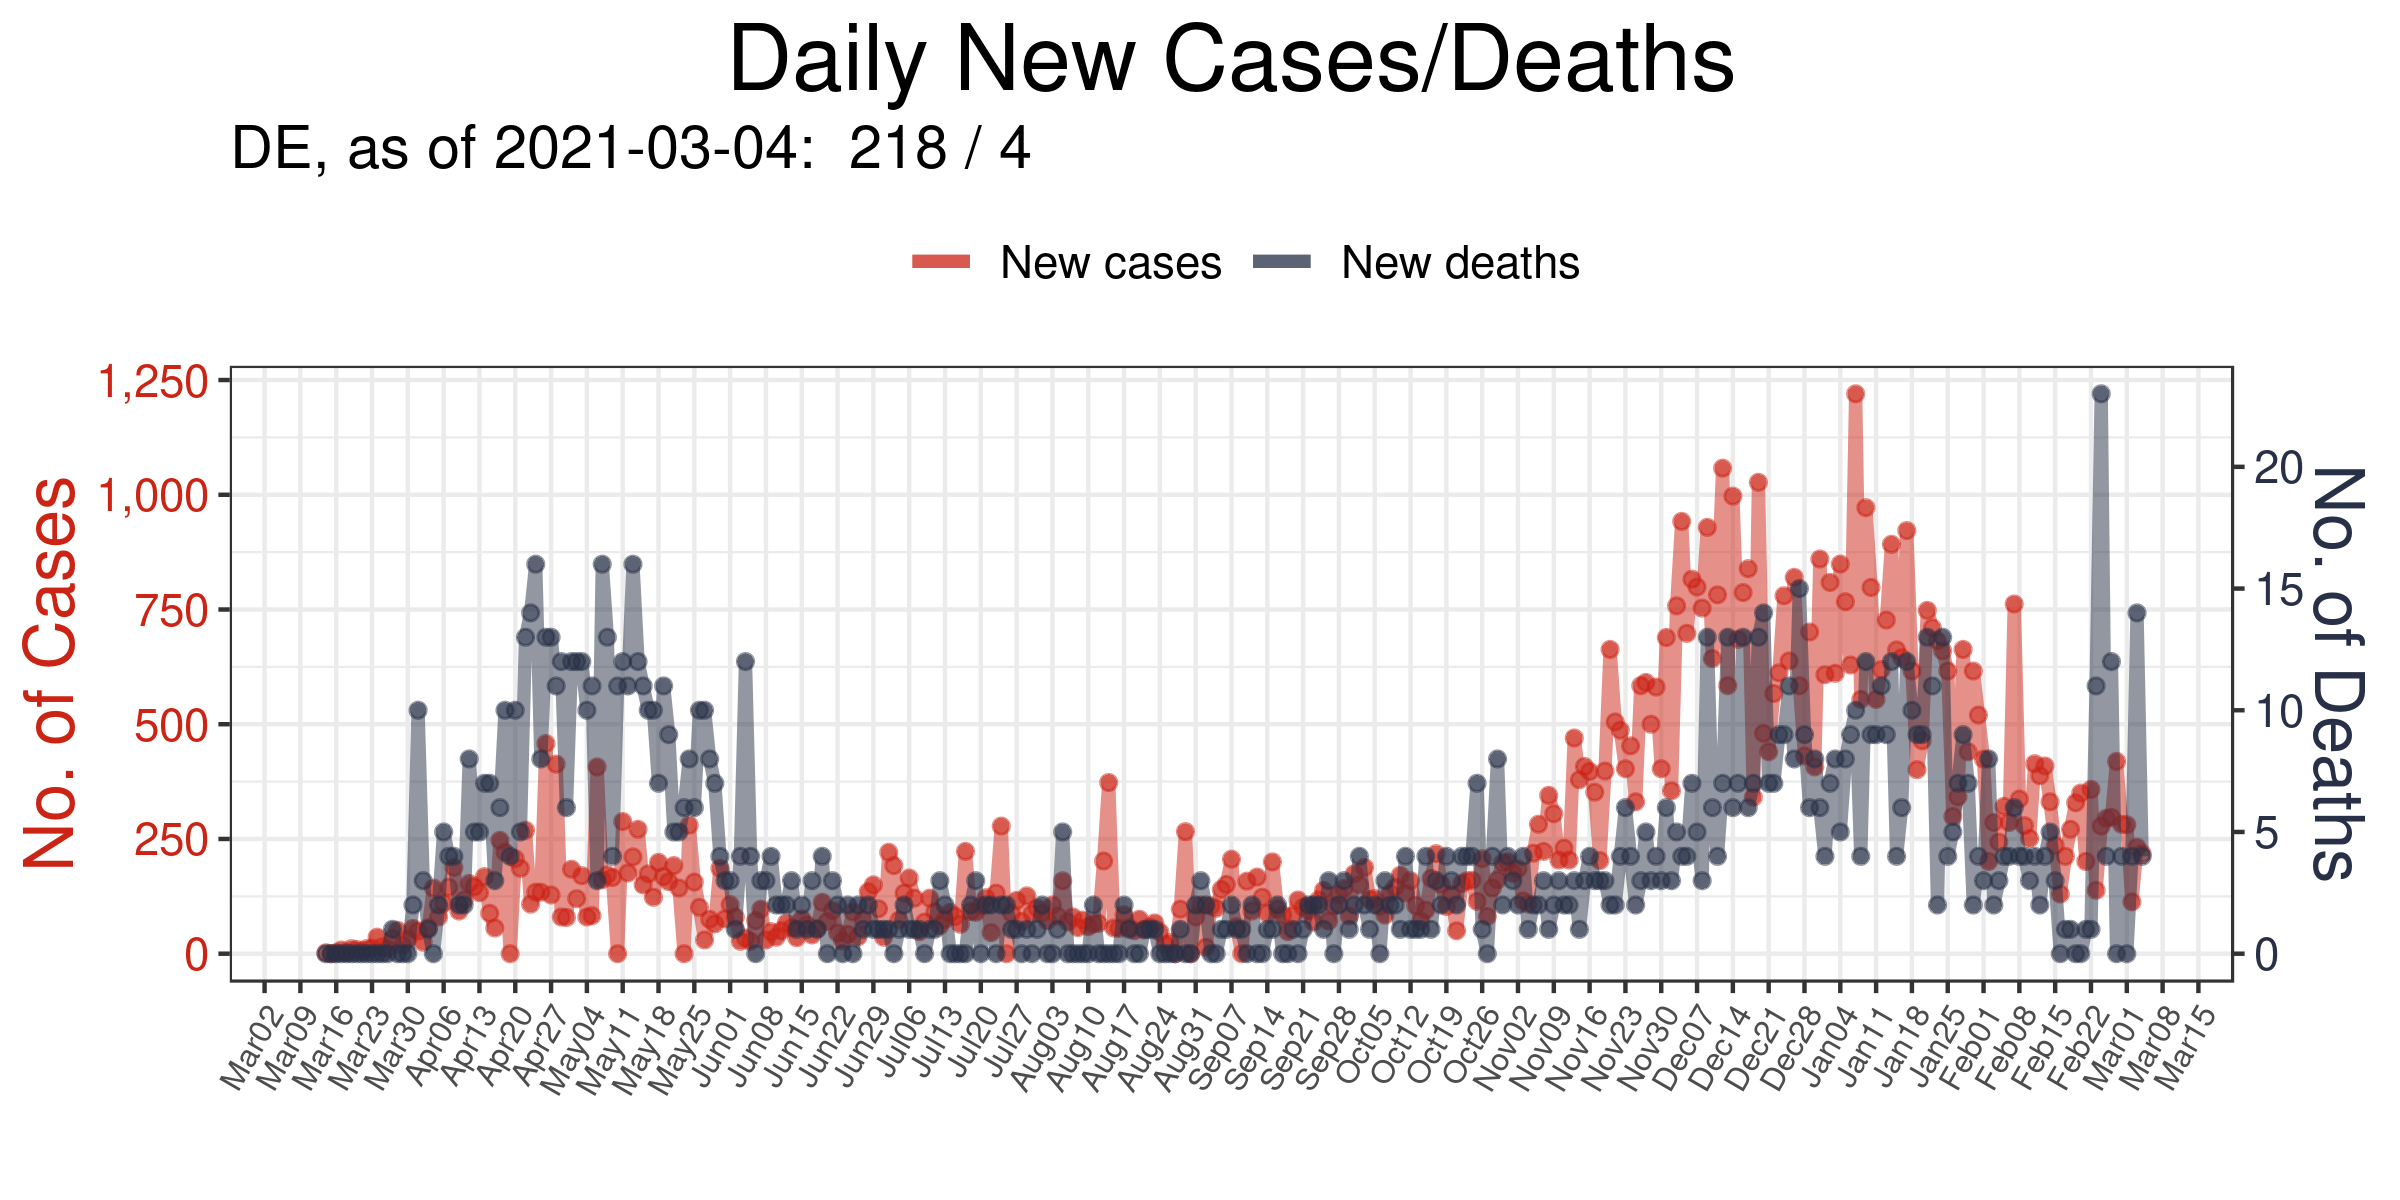 Daily New Cases/Deaths
DE, as of 2021-03-04:  218 / 4
New cases
New deaths
No. of Cases
1,250
1,000
750
500
250
0
20
15
10
5
0
No. of Deaths
Mar02
Mar09
Mar16
Mar23
Mar30
Apr06
Apr13
Apr20
Apr27
May04
May11
May18
May25
Jun01
Jun08
Jun15
Jun22
Jun29
Jul06
Jul13
Jul20
Jul27
Aug03
Aug10
Aug17
Aug24
Aug31
Sep07
Sep14
Sep21
Sep28
Oct05
Oct12
Oct19
Oct26
Nov02
Nov09
Nov16
Nov23
Nov30
Dec07
Dec14
Dec21
Dec28
Jan04
Jan11
Jan18
Jan25
Feb01
Feb08
Feb15
Feb22
Mar01
Mar08
Mar15